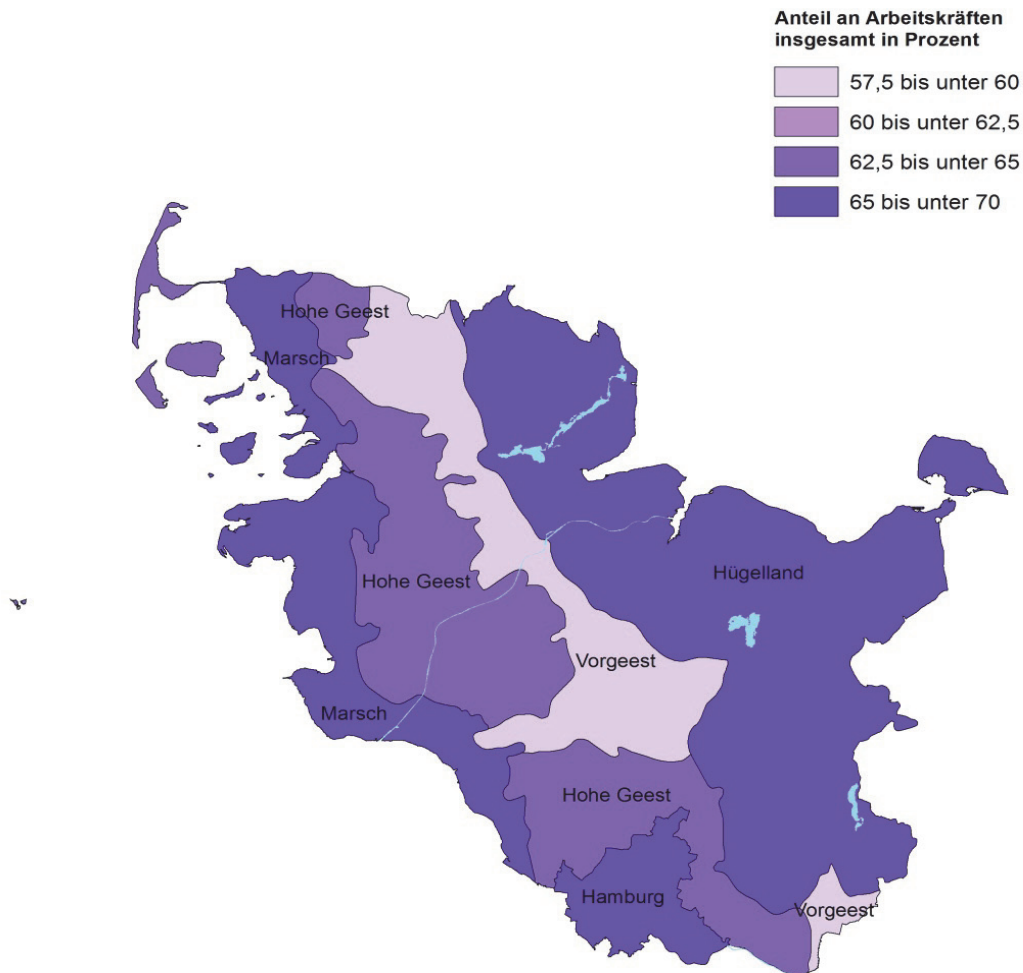 Anteil an Arbeitskräften
insgesamt in Prozent
57,5 bis unter 60
60 bis unter 62,5
62,5 bis unter 65
65 bis unter 70
Hohe Geest
Marsch
Hügelland
Hohe Geest
Vorgeest
Marsch
Hohe Geest
Hamburg
Vorgeest